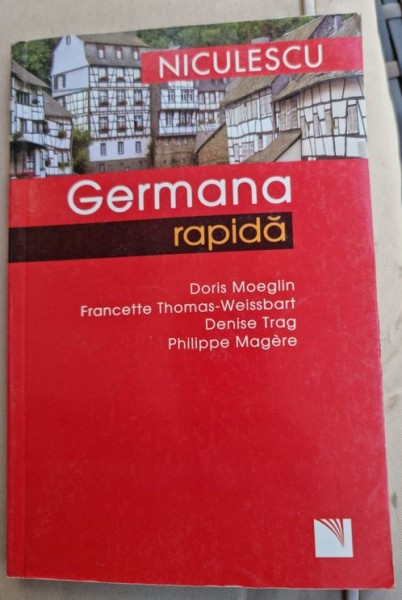 NICULESCU
Germana
rapidă
Doris Moeglin
Francette Thomas-Weissbart
Denise Trag
Philippe Magère